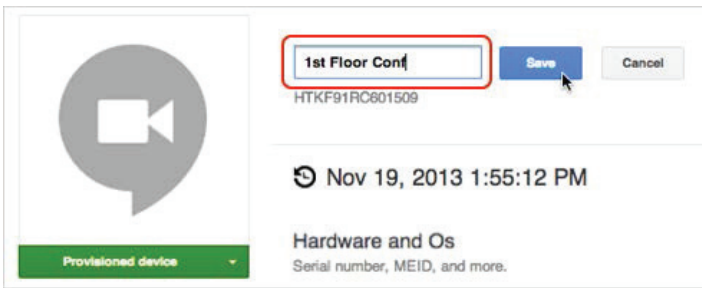 1st Floor Conf
Save
Cancel
HTKF91RC601509
Nov 19, 2013 1:55:12 PM
Hardware and Os
Provisioned device
Serial number, MEID, and more.